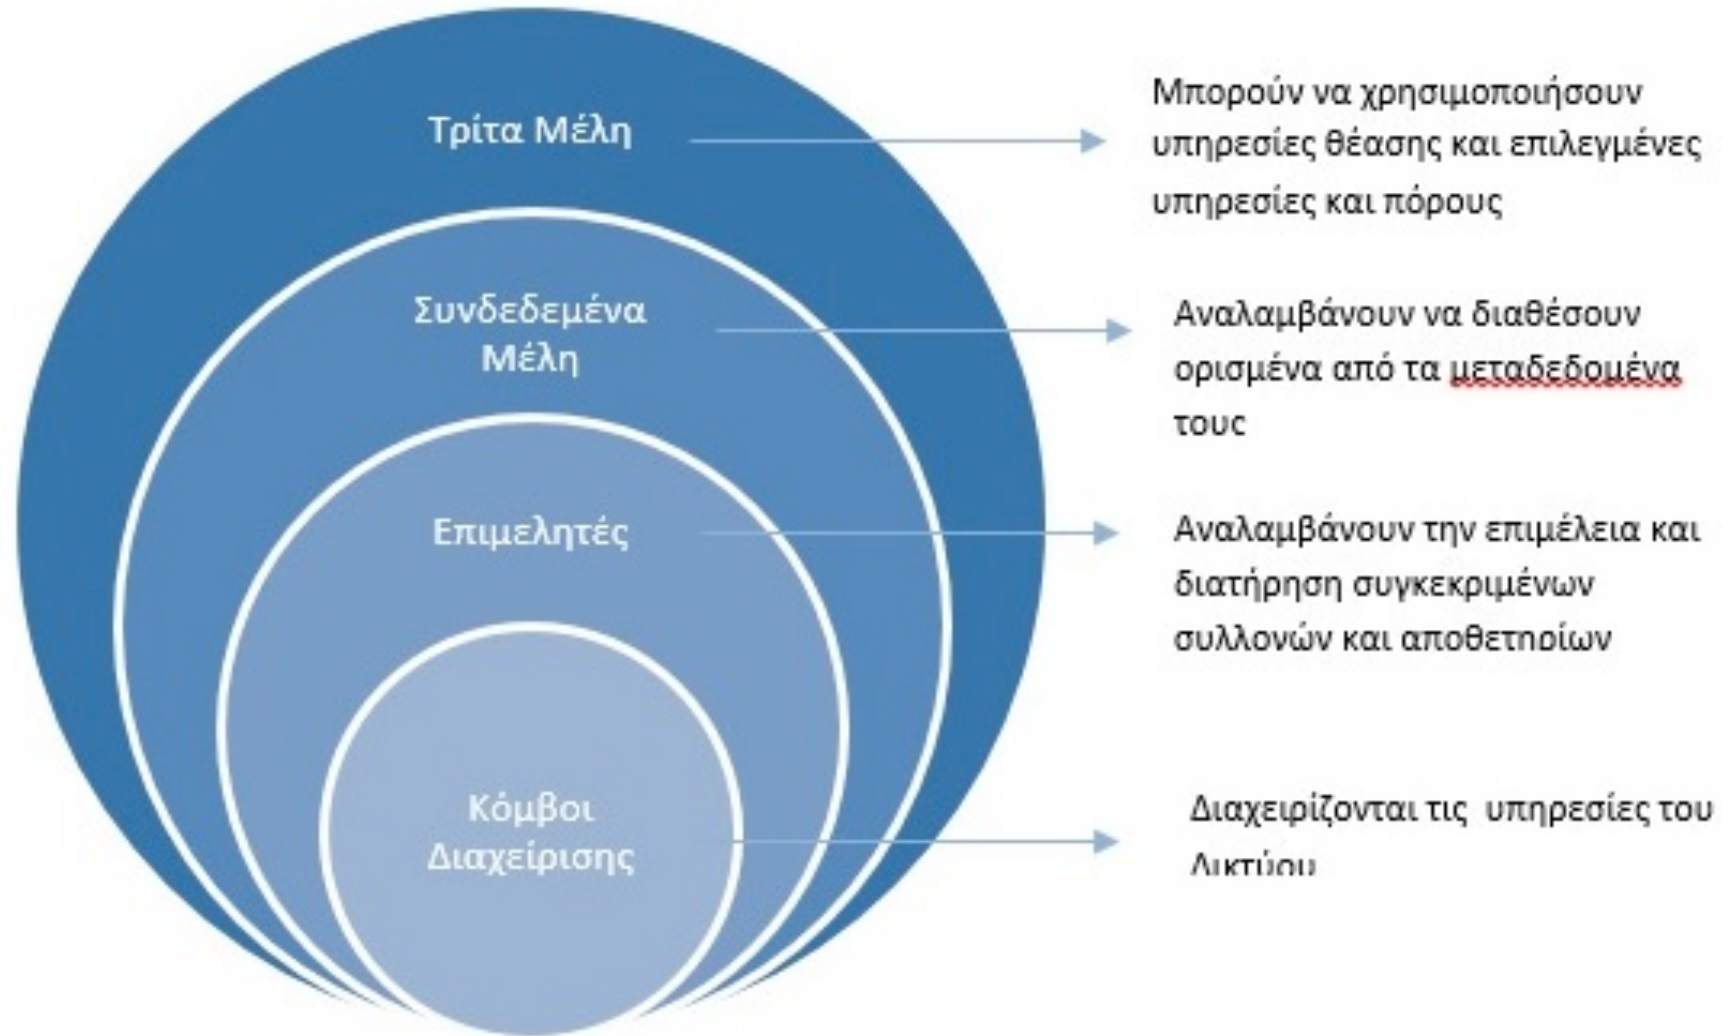 Τρίτα Μέλη
Μπορούν να χρησιμοποιήσουν
υπηρεσίες θέασης και επιλεγμένες
υπηρεσίες και πόρους
Συνδεδεμένα
Μέλη
Αναλαμβάνουν να διαθέσουν
ορισμένα από τα μεταδεδομένα
τους
Επιμελητές
Αναλαμβάνουν την επιμέλεια και
διατήρηση συγκεκριμένων
συλλογών και αποθετηρίων
Κόμβοι
Διαχείρισης
Διαχειρίζονται τις υπηρεσίες του
Δικτύου